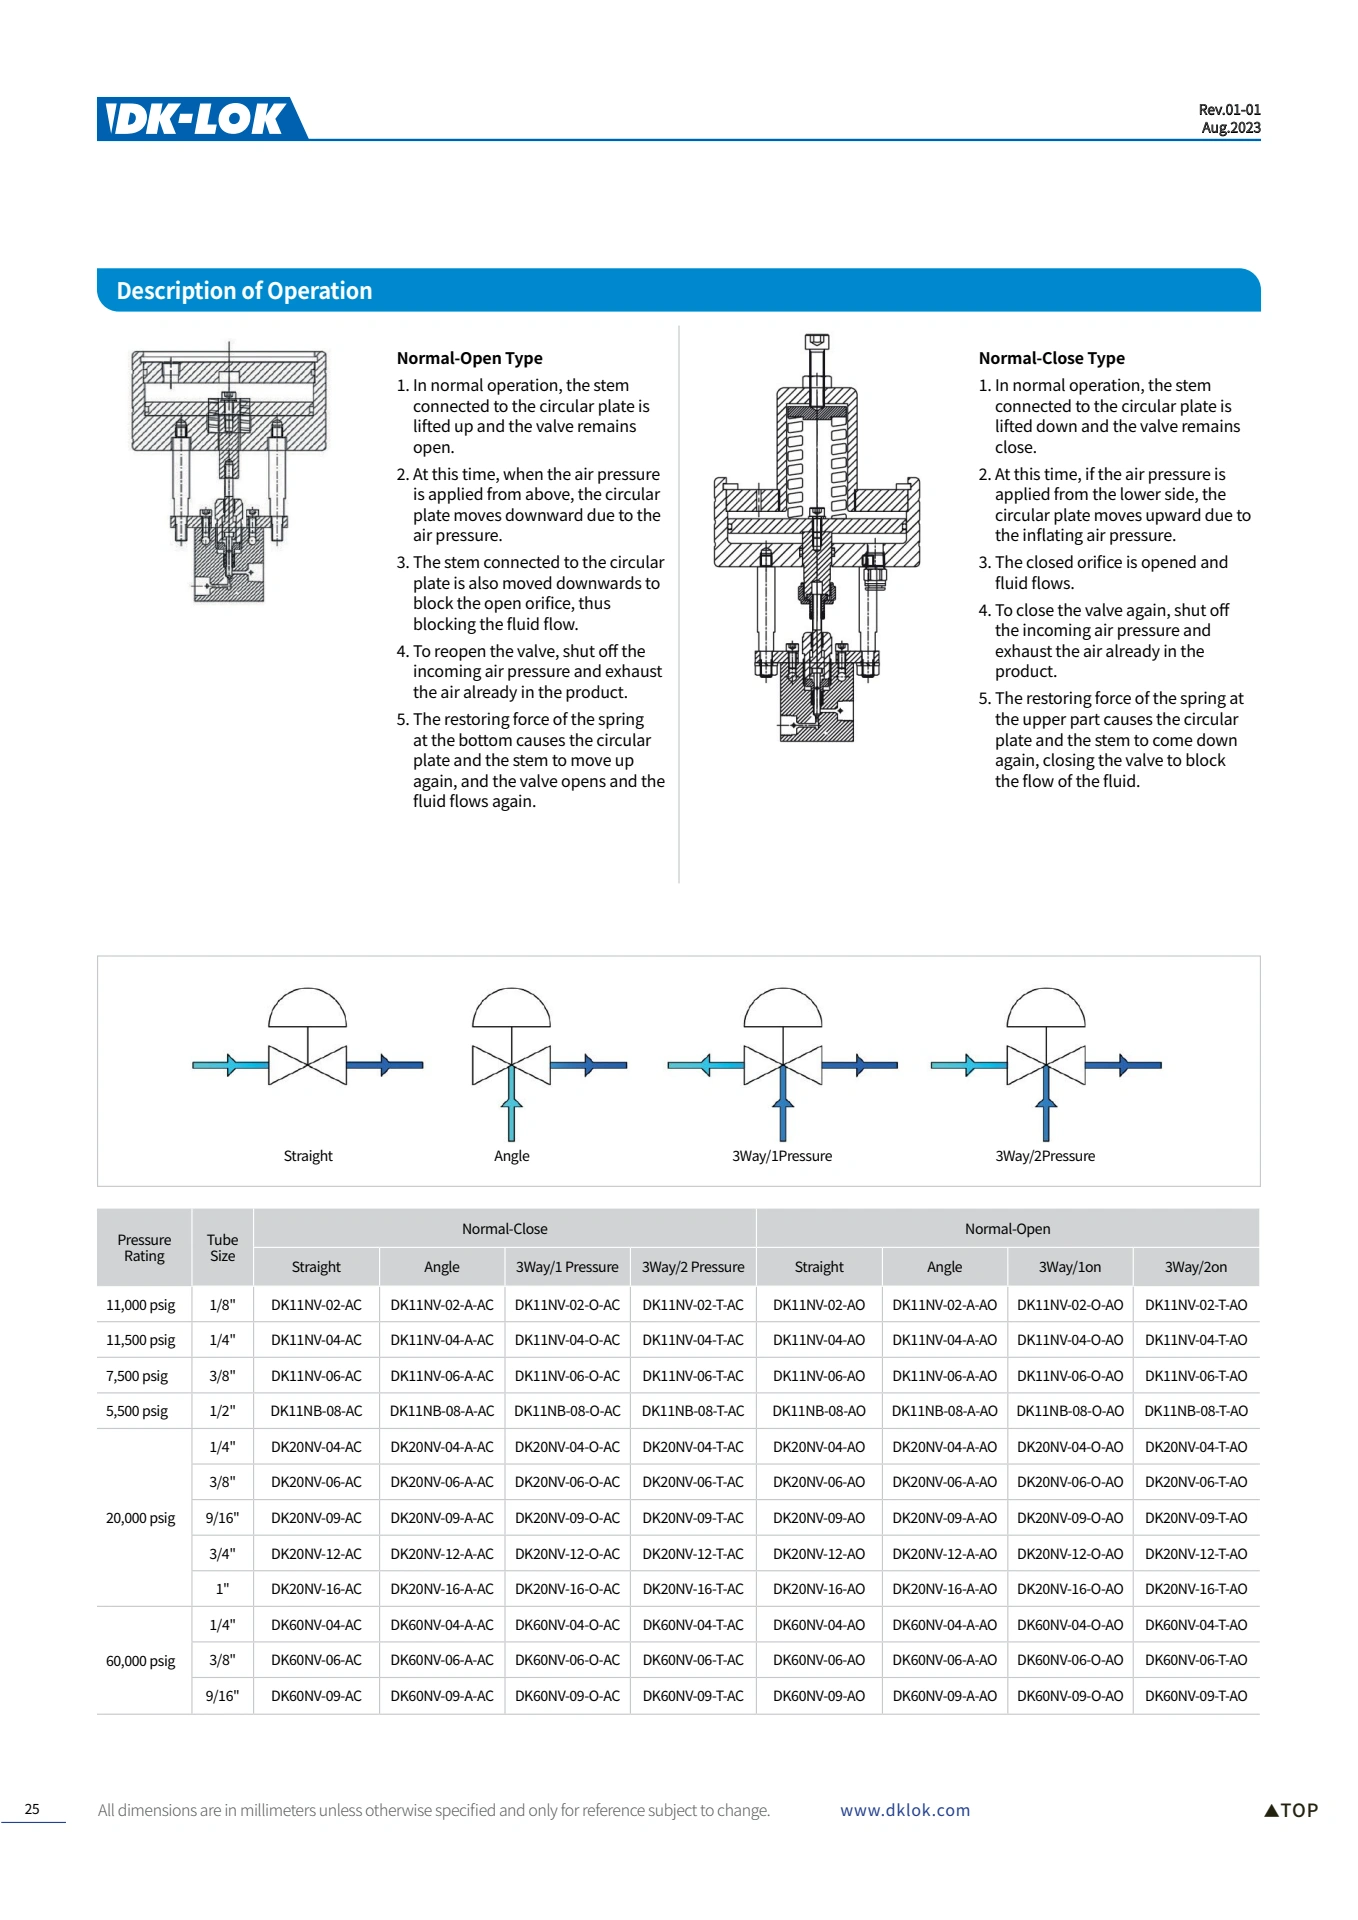 DK-LOK
Rev.01-01
Aug.2023
Description of Operation
Normal-Open Type
1. In normal operation, the stem
connected to the circular plate is
lifted up and the valve remains
open.
2. At this time, when the air pressure
is applied from above, the circular
plate moves downward due to the
air pressure.
3. The stem connected to the circular
plate is also moved downwards to
block the open orifice, thus
blocking the fluid flow.
4. To reopen the valve, shut off the
incoming air pressure and exhaust
the air already in the product.
5. The restoring force of the spring
at the bottom causes the circular
plate and the stem to move up
again, and the valve opens and the
fluid flows again.
Normal-Close Type
1. In normal operation, the stem
connected to the circular plate is
lifted down and the valve remains
close.
2. At this time, if the air pressure is
applied from the lower side, the
circular plate moves upward due to
the inflating air pressure.
3. The closed orifice is opened and
fluid flows.
4. To close the valve again, shut off
the incoming air pressure and
exhaust the air already in the
product.
5. The restoring force of the spring at
the upper part causes the circular
plate and the stem to come down
again, closing the valve to block
the flow of the fluid.
Straight Angle 3Way/1Pressure 3Way/2Pressure
Pressure Rating Tube Size Normal-Close Normal-Open
Straight Angle 3Way/1 Pressure 3Way/2 Pressure Straight Angle 3Way/1on 3Way/2on
11,000 psig 1/8" DK11NV-02-AC DK11NV-02-A-AC DK11NV-02-O-AC DK11NV-02-T-AC DK11NV-02-AO DK11NV-02-A-AO DK11NV-02-O-AO DK11NV-02-T-AO
11,500 psig 1/4" DK11NV-04-AC DK11NV-04-A-AC DK11NV-04-O-AC DK11NV-04-T-AC DK11NV-04-AO DK11NV-04-A-AO DK11NV-04-O-AO DK11NV-04-T-AO
7,500 psig 3/8" DK11NV-06-AC DK11NV-06-A-AC DK11NV-06-O-AC DK11NV-06-T-AC DK11NV-06-AO DK11NV-06-A-AO DK11NV-06-O-AO DK11NV-06-T-AO
5,500 psig 1/2" DK11NB-08-AC DK11NB-08-A-AC DK11NB-08-O-AC DK11NB-08-T-AC DK11NB-08-AO DK11NB-08-A-AO DK11NB-08-O-AO DK11NB-08-T-AO
20,000 psig 1/4" DK20NV-04-AC DK20NV-04-A-AC DK20NV-04-O-AC DK20NV-04-T-AC DK20NV-04-AO DK20NV-04-A-AO DK20NV-04-O-AO DK20NV-04-T-AO
3/8" DK20NV-06-AC DK20NV-06-A-AC DK20NV-06-O-AC DK20NV-06-T-AC DK20NV-06-AO DK20NV-06-A-AO DK20NV-06-O-AO DK20NV-06-T-AO
9/16" DK20NV-09-AC DK20NV-09-A-AC DK20NV-09-O-AC DK20NV-09-T-AC DK20NV-09-AO DK20NV-09-A-AO DK20NV-09-O-AO DK20NV-09-T-AO
3/4" DK20NV-12-AC DK20NV-12-A-AC DK20NV-12-O-AC DK20NV-12-T-AC DK20NV-12-AO DK20NV-12-A-AO DK20NV-12-O-AO DK20NV-12-T-AO
1" DK20NV-16-AC DK20NV-16-A-AC DK20NV-16-O-AC DK20NV-16-T-AC DK20NV-16-AO DK20NV-16-A-AO DK20NV-16-O-AO DK20NV-16-T-AO
60,000 psig 1/4" DK60NV-04-AC DK60NV-04-A-AC DK60NV-04-O-AC DK60NV-04-T-AC DK60NV-04-AO DK60NV-04-A-AO DK60NV-04-O-AO DK60NV-04-T-AO
3/8" DK60NV-06-AC DK60NV-06-A-AC DK60NV-06-O-AC DK60NV-06-T-AC DK60NV-06-AO DK60NV-06-A-AO DK60NV-06-O-AO DK60NV-06-T-AO
9/16" DK60NV-09-AC DK60NV-09-A-AC DK60NV-09-O-AC DK60NV-09-T-AC DK60NV-09-AO DK60NV-09-A-AO DK60NV-09-O-AO DK60NV-09-T-AO
25 All dimensions are in millimeters unless otherwise specified and only for reference subject to change. www.dklok.com ▲TOP